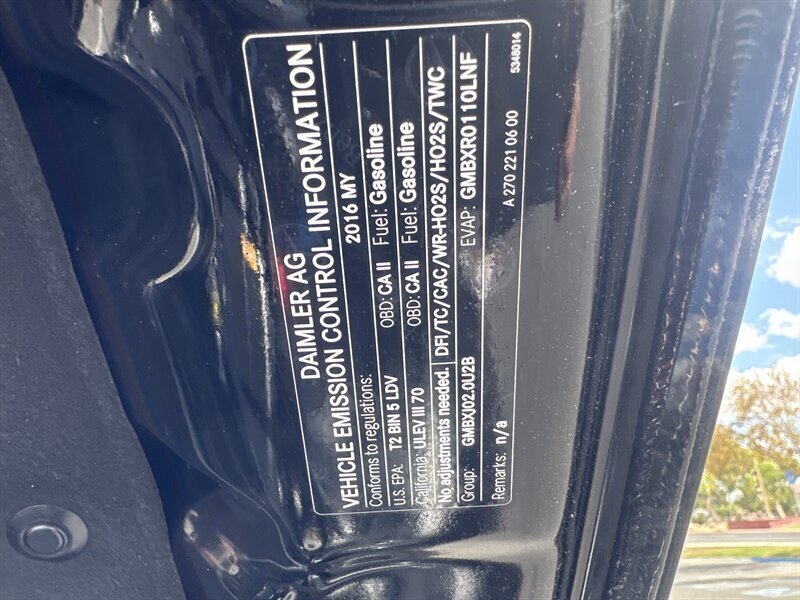 DAIMLER AG
VEHICLE EMISSION CONTROL INFORMATION
Conforms to regulations: 2016 MY
U.S. EPA: T2 BIN 5 LDV OBD: CA II Fuel: Gasoline
California: ULEV III 70 OBD: CA II Fuel: Gasoline
No adjustments needed. DFI/TC/CAC/WR-HO2S/HO2S/TWC
Group: GMBXJ02.0U2B EVAP: GMBXR0110LNF
Remarks: n/a
A 270 221 06 00 5348014